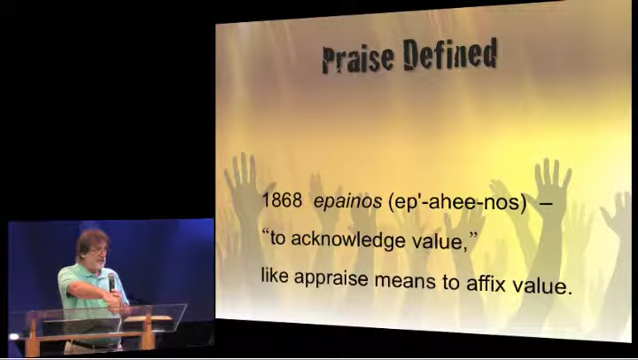 Praise Defined
1868 epainos (ep'-ahee-nos) –
“to acknowledge value,”
like appraise means to affix value.